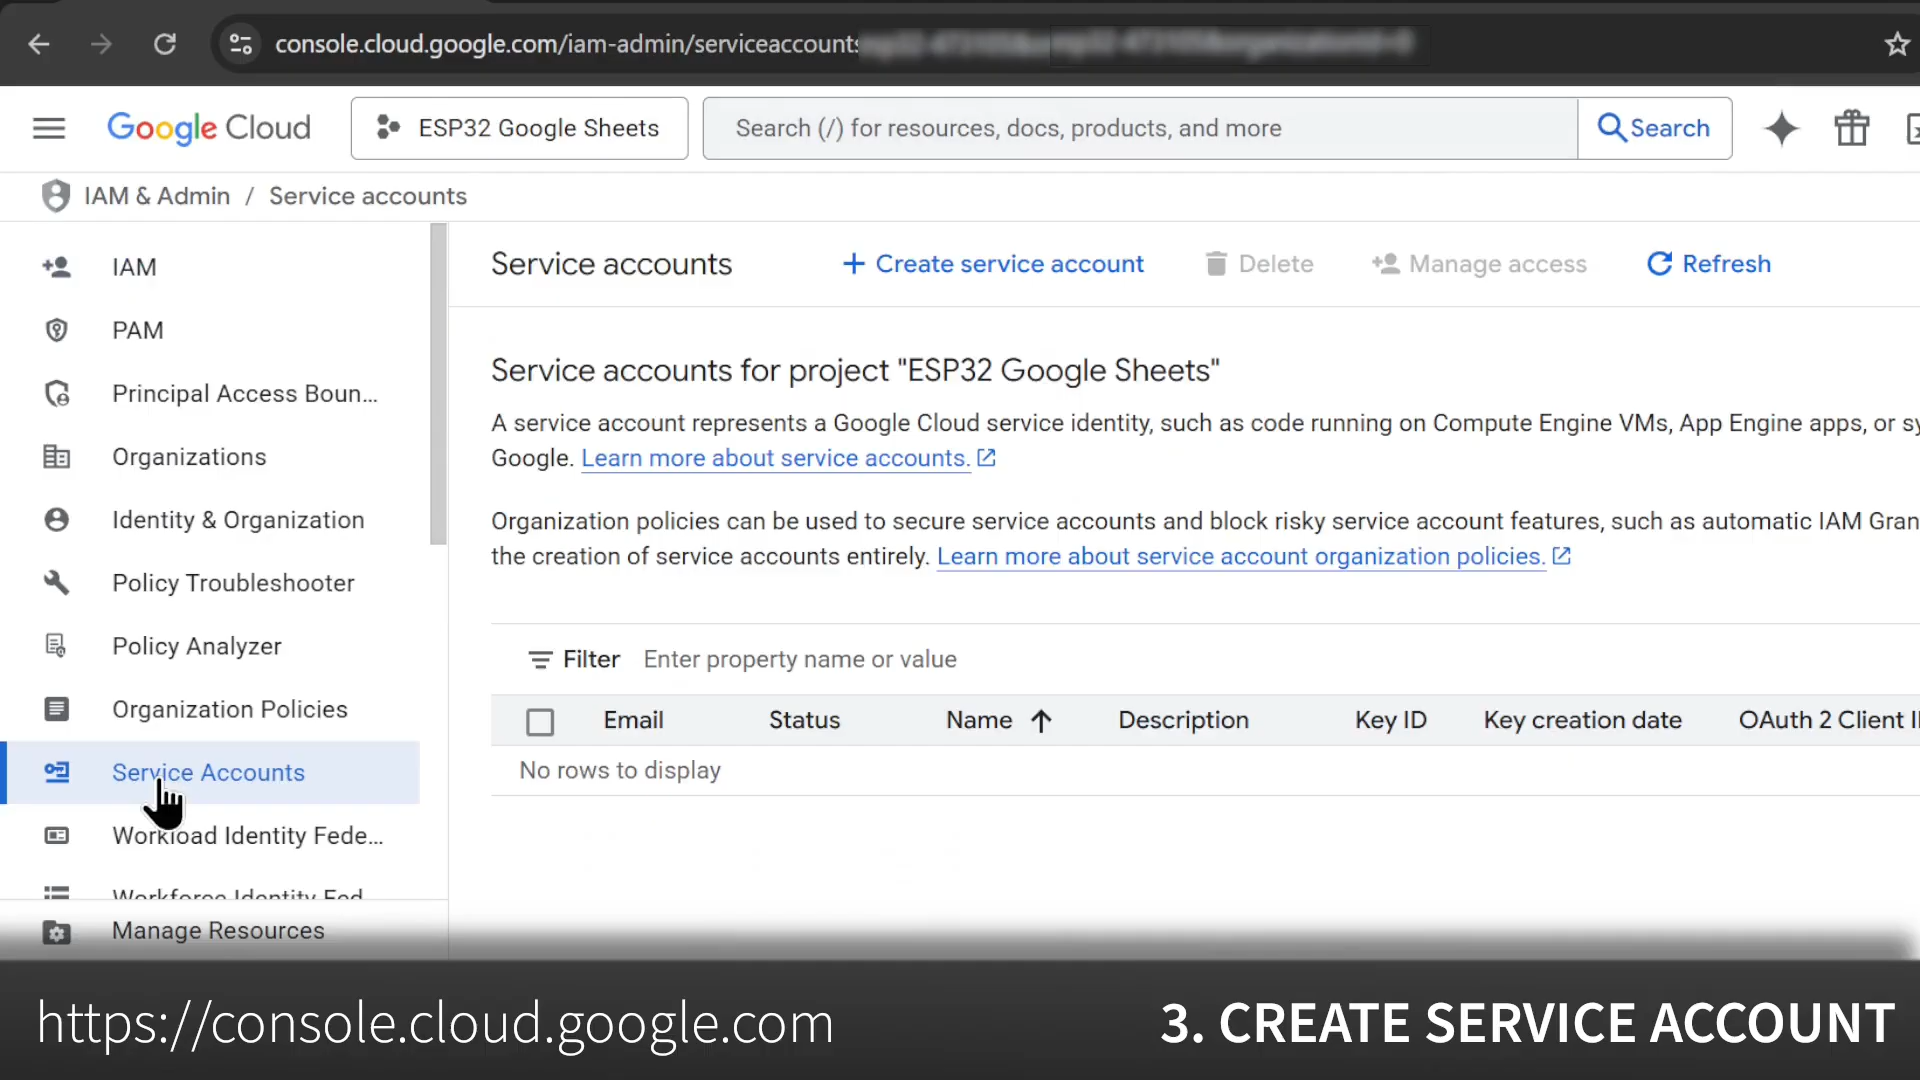 console.cloud.google.com/iam-admin/serviceaccounts
Google Cloud
ESP32 Google Sheets
Search (/) for resources, docs, products, and more
Search
IAM & Admin / Service accounts
IAM
PAM
Principal Access Boun...
Organizations
Identity & Organization
Policy Troubleshooter
Policy Analyzer
Organization Policies
Service Accounts
Workload Identity Fede...
Workforce Identity Fed
Manage Resources
Service accounts
+ Create service account
Delete
Manage access
Refresh
Service accounts for project "ESP32 Google Sheets"
A service account represents a Google Cloud service identity, such as code running on Compute Engine VMs, App Engine apps, or sy
Google. Learn more about service accounts.
Organization policies can be used to secure service accounts and block risky service account features, such as automatic IAM Gran
the creation of service accounts entirely. Learn more about service account organization policies.
Filter Enter property name or value
Email Status Name Description Key ID Key creation date OAuth 2 Client I
No rows to display
https://console.cloud.google.com
3. CREATE SERVICE ACCOUNT